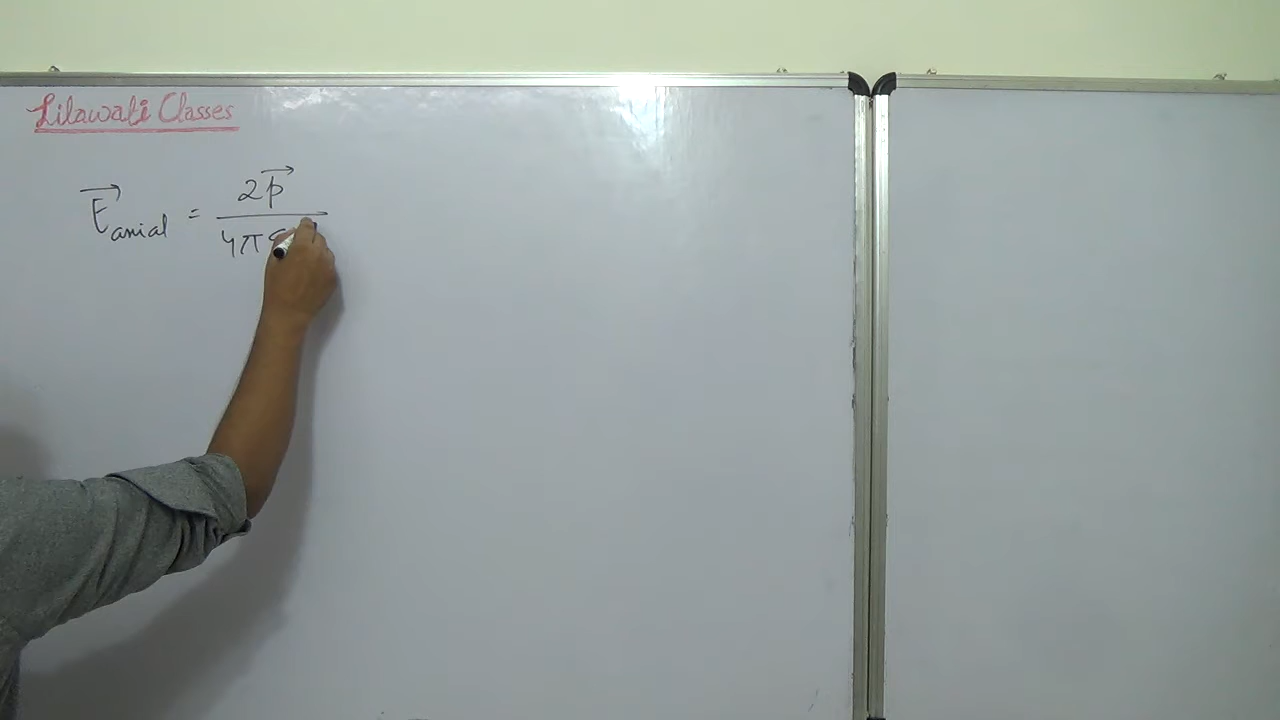 Lilawati Classes
E⃗axial = 2p⃗ / 4π